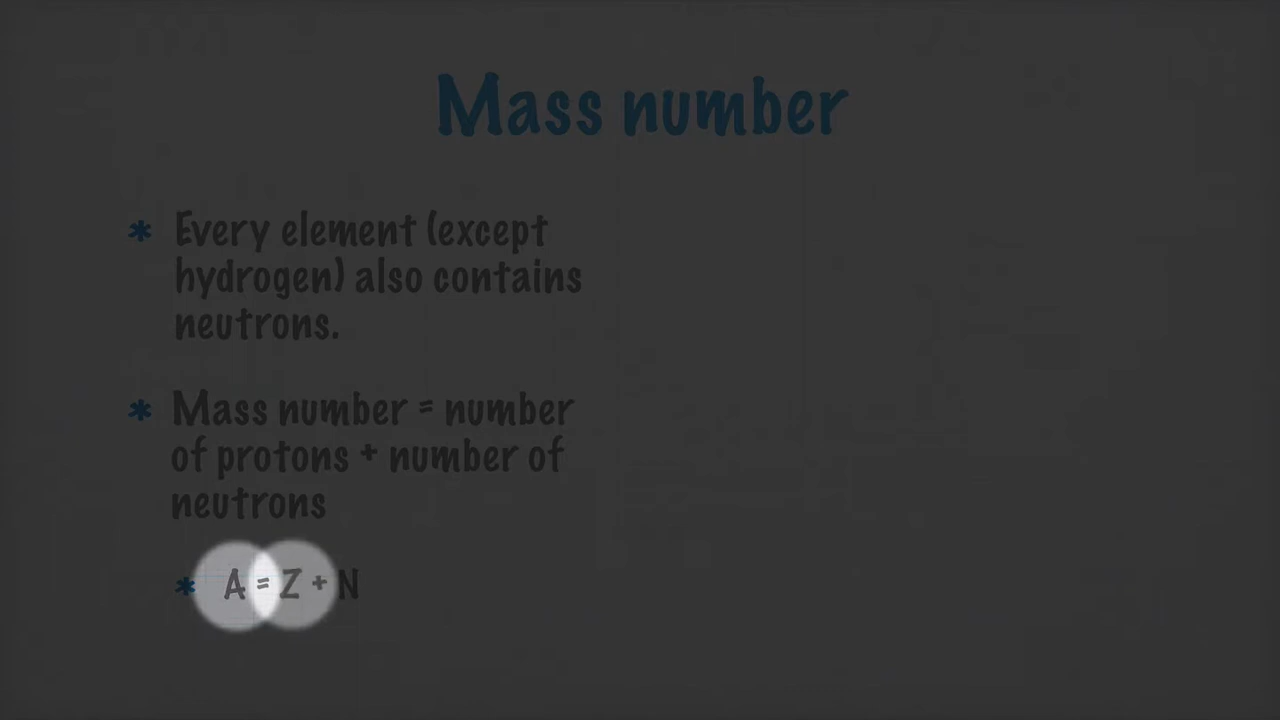 Mass number
* Every element (except
hydrogen) also contains
neutrons.
* Mass number = number
of protons + number of
neutrons
* A = Z + N